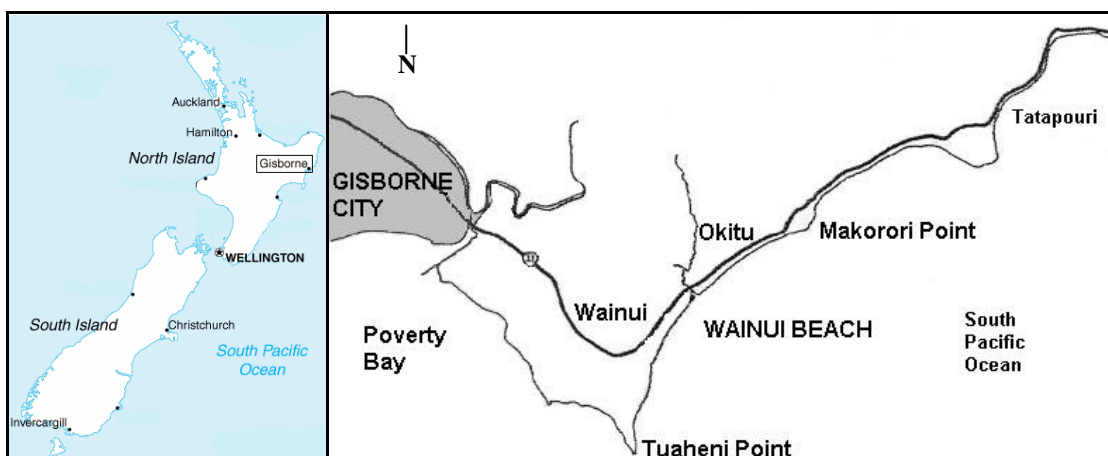 Auckland
Hamilton
North Island
Gisborne
WELLINGTON
South Island
Christchurch
South Pacific
Ocean
Invercargill
N
GISBORNE
CITY
Okitu
Tatapouri
Makorori Point
Wainui
WAINUI BEACH
Poverty
Bay
South
Pacific
Ocean
Tuaheni Point